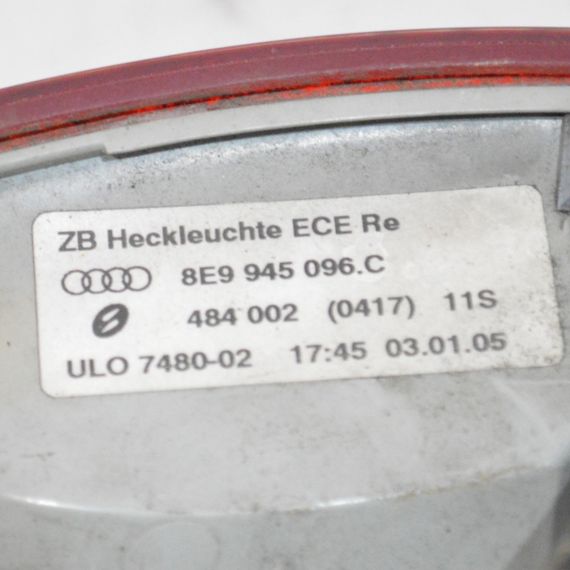 ZB Heckleuchte ECE Re
8E9 945 096.C
484 002 (0417) 11S
ULO 7480-02 17:45 03.01.05